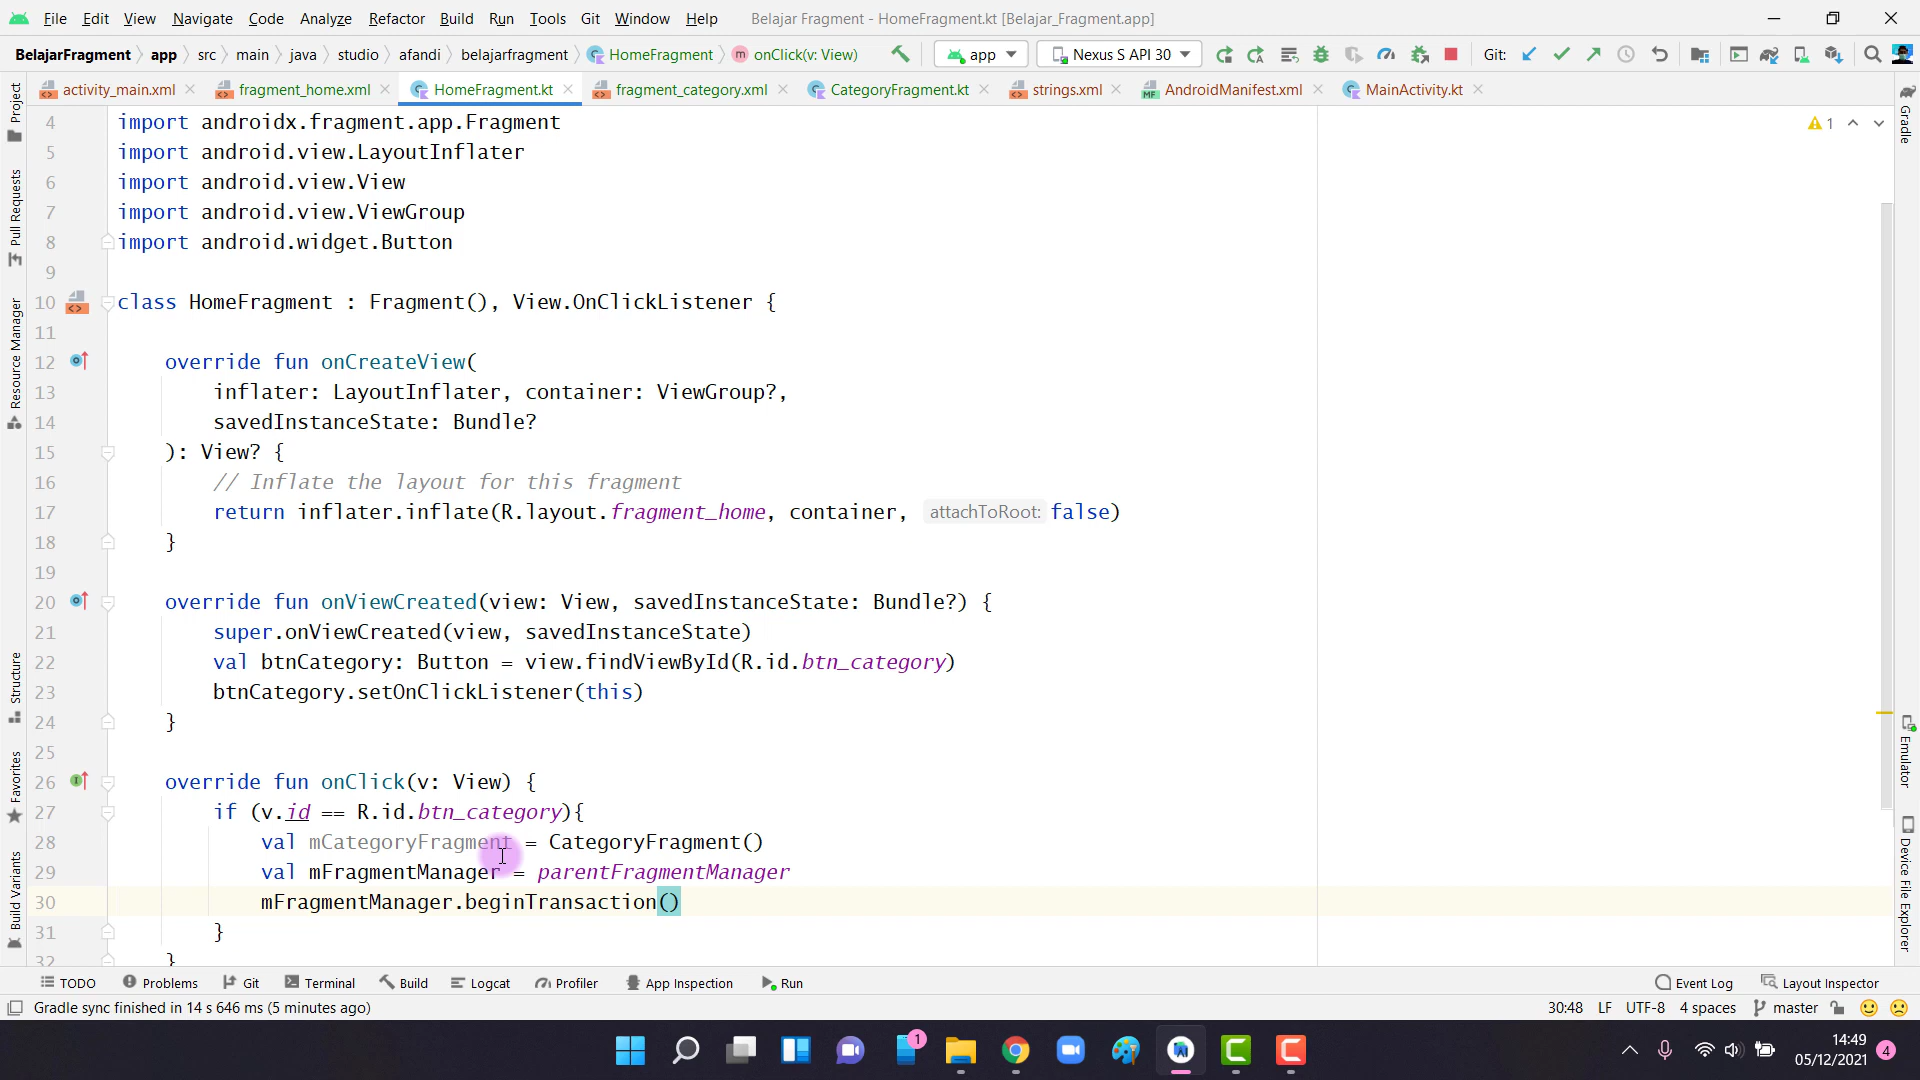 File Edit View Navigate Code Analyze Refactor Build Run Tools Git Window Help Belajar Fragment - HomeFragment.kt [Belajar_Fragment.app]
BelajarFragment app src main java studio afandi belajarfragment HomeFragment onClick(v: View) app Nexus S API 30 Git:
activity_main.xml fragment_home.xml HomeFragment.kt fragment_category.xml CategoryFragment.kt strings.xml AndroidManifest.xml MainActivity.kt
Project
Pull Requests
Resource Manager
Structure
Favorites
Build Variants
Gradle
Emulator
Device File Explorer
1
4 import androidx.fragment.app.Fragment
5 import android.view.LayoutInflater
6 import android.view.View
7 import android.view.ViewGroup
8 import android.widget.Button
9
10 class HomeFragment : Fragment(), View.OnClickListener {
11
12 override fun onCreateView(
13 inflater: LayoutInflater, container: ViewGroup?,
14 savedInstanceState: Bundle?
15 ): View? {
16 // Inflate the layout for this fragment
17 return inflater.inflate(R.layout.fragment_home, container, attachToRoot: false)
18 }
19
20 override fun onViewCreated(view: View, savedInstanceState: Bundle?) {
21 super.onViewCreated(view, savedInstanceState)
22 val btnCategory: Button = view.findViewById(R.id.btn_category)
23 btnCategory.setOnClickListener(this)
24 }
25
26 override fun onClick(v: View) {
27 if (v.id == R.id.btn_category){
28 val mCategoryFragment = CategoryFragment()
29 val mFragmentManager = parentFragmentManager
30 mFragmentManager.beginTransaction()
31 }
32 }
TODO Problems Git Terminal Build Logcat Profiler App Inspection Run Event Log Layout Inspector
Gradle sync finished in 14 s 646 ms (5 minutes ago) 30:48 LF UTF-8 4 spaces master
1
14:49
05/12/2021
4